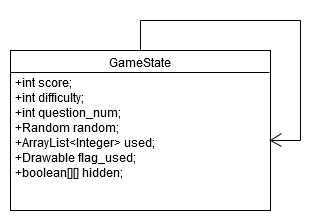 GameState
+int score;
+int difficulty;
+int question_num;
+Random random;
+ArrayList<Integer> used;
+Drawable flag_used;
+boolean[][] hidden;